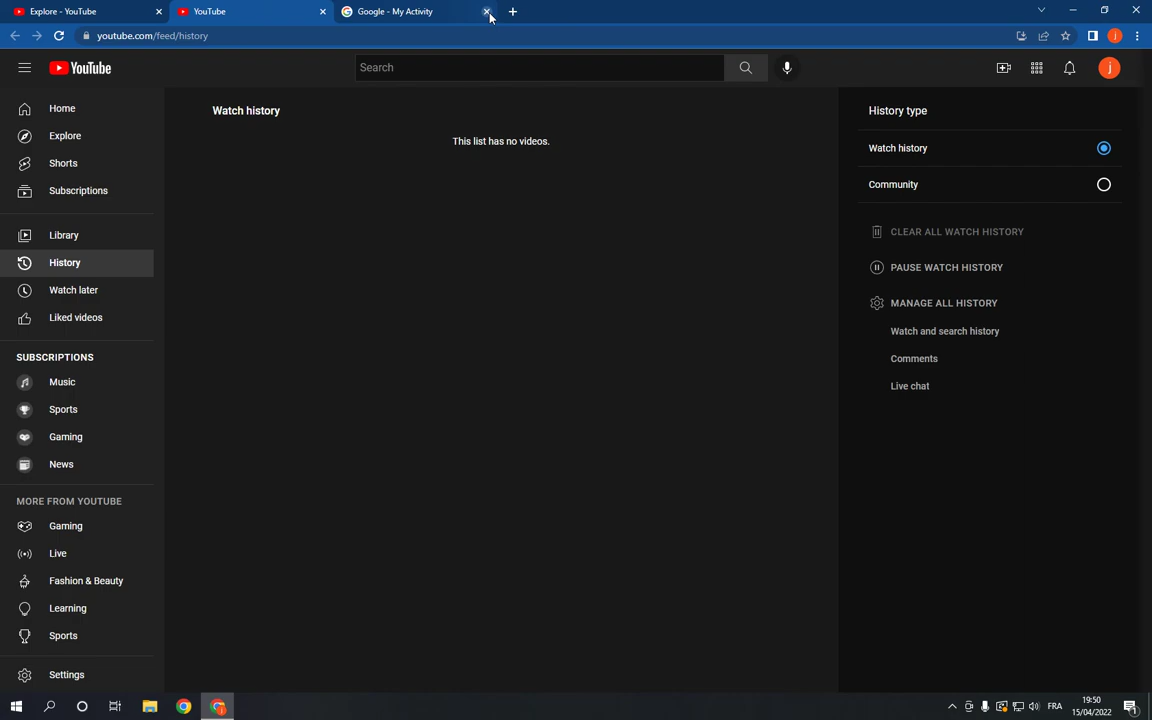 Explore - YouTube
YouTube
Google - My Activity
youtube.com/feed/history
j
YouTube
Search
j
Home
Explore
Shorts
Subscriptions
Library
History
Watch later
Liked videos
SUBSCRIPTIONS
Music
Sports
Gaming
News
MORE FROM YOUTUBE
Gaming
Live
Fashion & Beauty
Learning
Sports
Settings
Watch history
This list has no videos.
History type
Watch history
Community
CLEAR ALL WATCH HISTORY
PAUSE WATCH HISTORY
MANAGE ALL HISTORY
Watch and search history
Comments
Live chat
FRA
19:50
15/04/2022
1